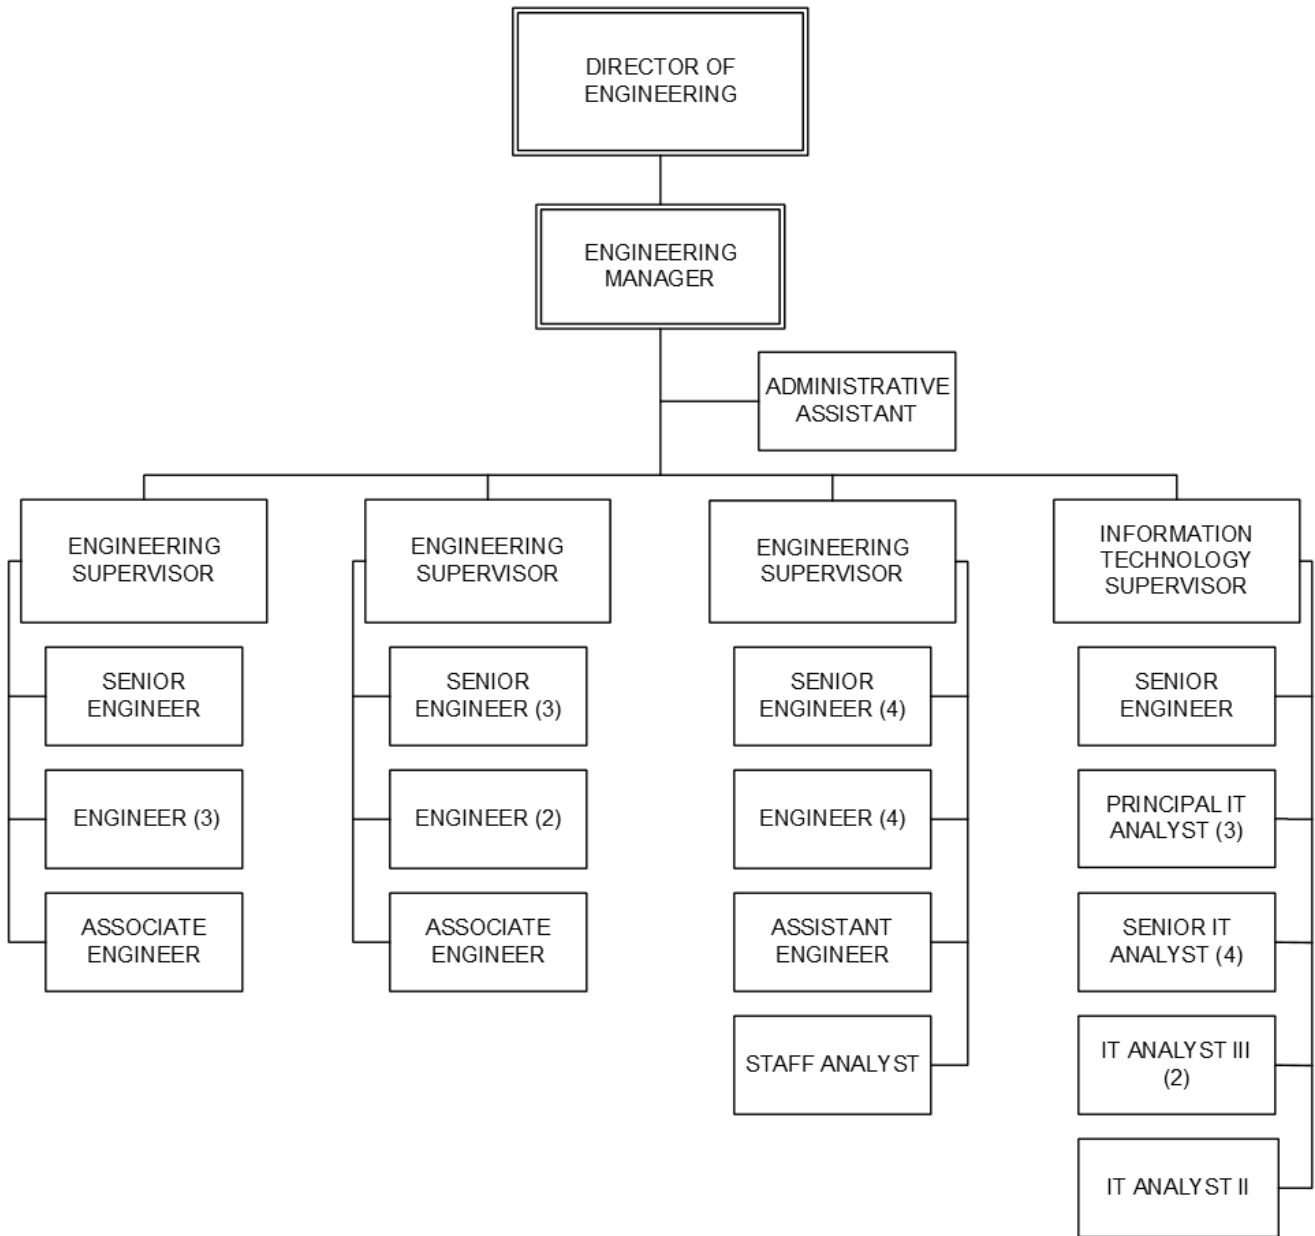 DIRECTOR OF
ENGINEERING
ENGINEERING
MANAGER
ADMINISTRATIVE
ASSISTANT
ENGINEERING
SUPERVISOR
SENIOR
ENGINEER
ENGINEER (3)
ASSOCIATE
ENGINEER
ENGINEERING
SUPERVISOR
SENIOR
ENGINEER (3)
ENGINEER (2)
ASSOCIATE
ENGINEER
ENGINEERING
SUPERVISOR
SENIOR
ENGINEER (4)
ENGINEER (4)
ASSISTANT
ENGINEER
STAFF ANALYST
INFORMATION
TECHNOLOGY
SUPERVISOR
SENIOR
ENGINEER
PRINCIPAL IT
ANALYST (3)
SENIOR IT
ANALYST (4)
IT ANALYST III
(2)
IT ANALYST II